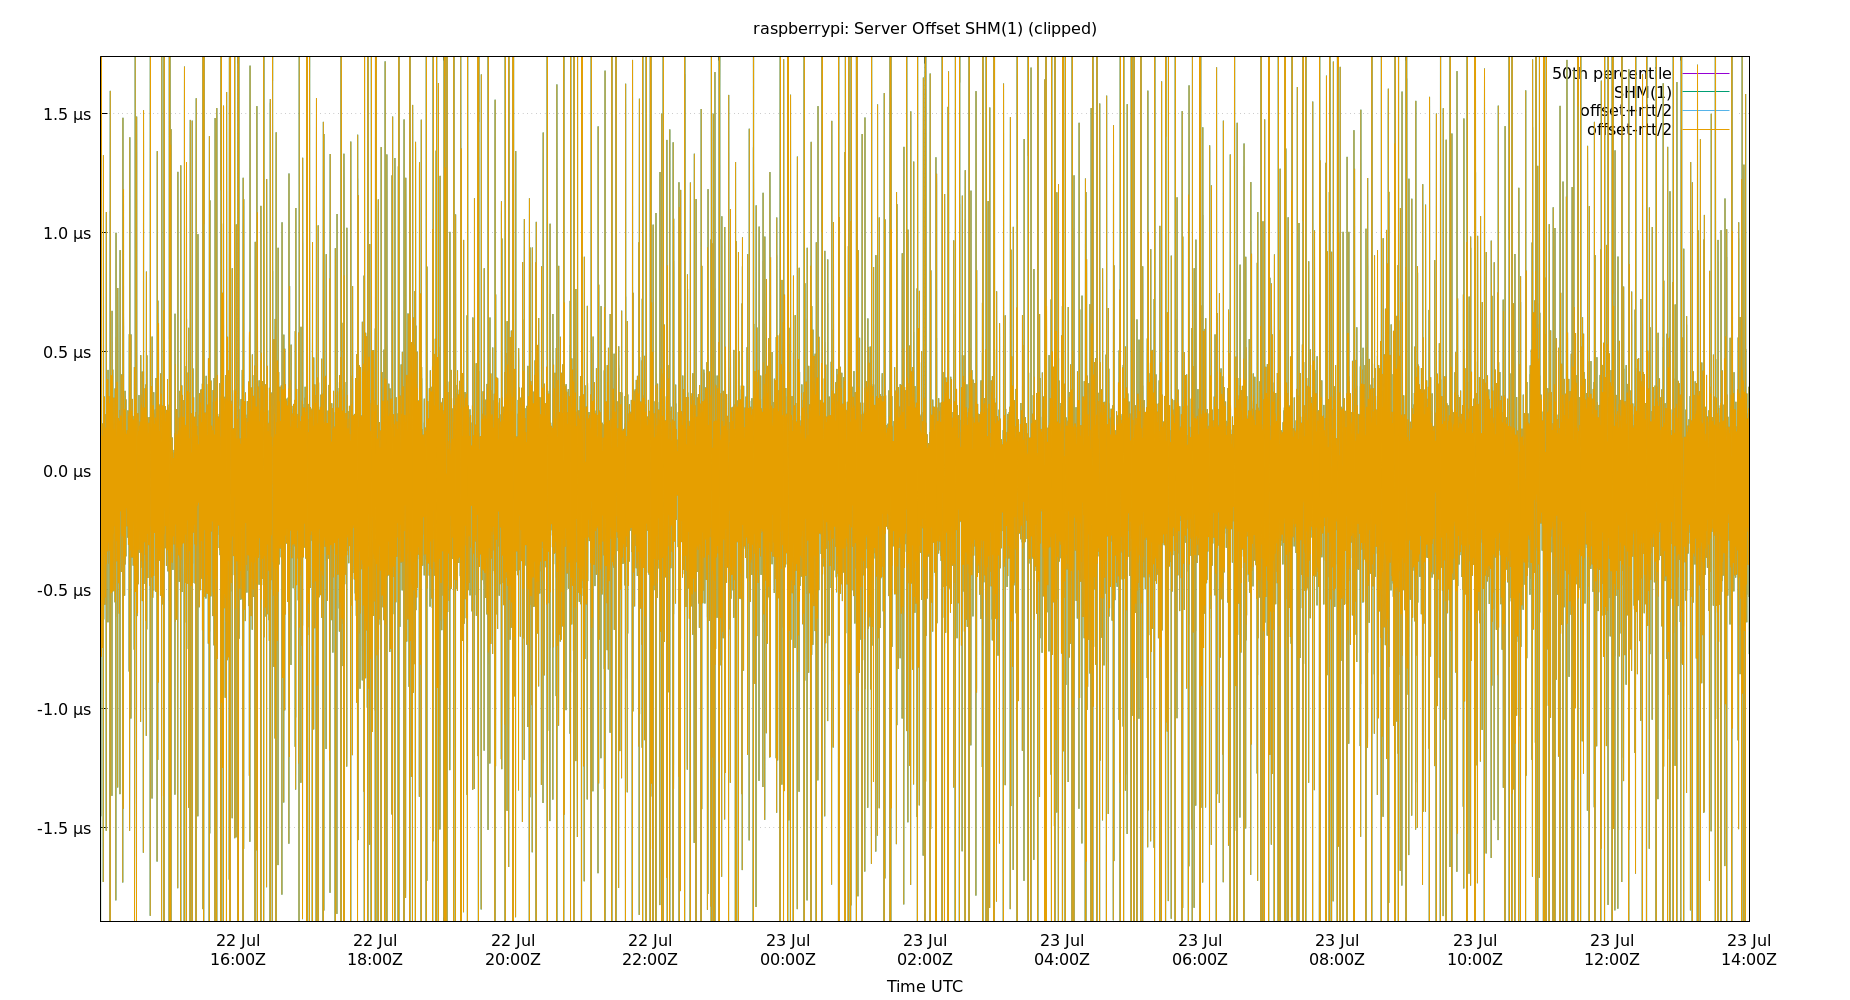 raspberrypi: Server Offset SHM(1) (clipped)
50th percentile
SHM(1)
offset+rtt/2
offset-rtt/2
1.5 µs
1.0 µs
0.5 µs
0.0 µs
-0.5 µs
-1.0 µs
-1.5 µs
22 Jul 22 Jul 22 Jul 22 Jul 23 Jul 23 Jul 23 Jul 23 Jul 23 Jul 23 Jul 23 Jul 23 Jul
16:00Z 18:00Z 20:00Z 22:00Z 00:00Z 02:00Z 04:00Z 06:00Z 08:00Z 10:00Z 12:00Z 14:00Z
Time UTC